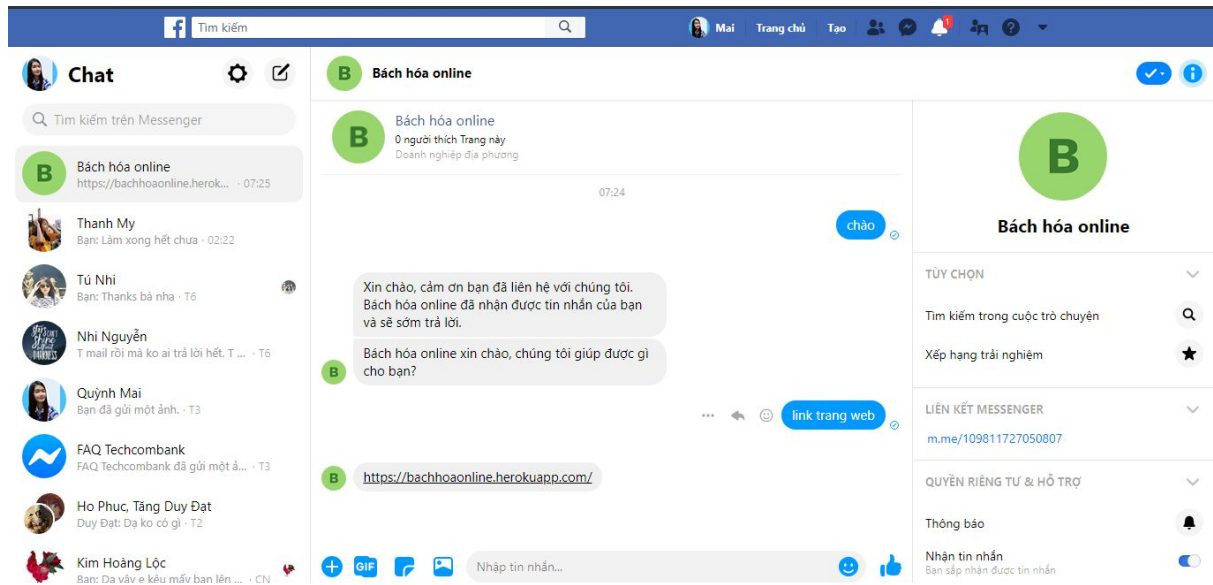 Tìm kiếm
Mai
Trang chủ
Tạo
1
Chat
Tìm kiếm trên Messenger
B
Bách hóa online
https://bachhoaonline.herok... · 07:25
Thanh My
Bạn: Làm xong hết chưa · 02:22
Tú Nhi
Bạn: Thanks bà nha · T6
Nhi Nguyễn
T mail rồi mà ko ai trả lời hết. T ... · T6
Quỳnh Mai
Bạn đã gửi một ảnh. · T3
FAQ Techcombank
FAQ Techcombank đã gửi một ả... · T3
Ho Phuc, Tăng Duy Đạt
Duy Đạt: Dạ ko có gì · T2
Kim Hoàng Lộc
Bạn: Dạ vậy e kêu mấy bạn lên ... · CN
B
Bách hóa online
B
Bách hóa online
0 người thích Trang này
Doanh nghiệp địa phương
07:24
chào
Xin chào, cảm ơn bạn đã liên hệ với chúng tôi.
Bách hóa online đã nhận được tin nhắn của bạn
và sẽ sớm trả lời.
Bách hóa online xin chào, chúng tôi giúp được gì
cho bạn?
B
link trang web
B
https://bachhoaonline.herokuapp.com/
GIF
Nhập tin nhắn...
B
Bách hóa online
TÙY CHỌN
Tìm kiếm trong cuộc trò chuyện
Xếp hạng trải nghiệm
LIÊN KẾT MESSENGER
m.me/109811727050807
QUYỀN RIÊNG TƯ & HỖ TRỢ
Thông báo
Nhận tin nhắn
Bạn sắp nhận được tin nhắn